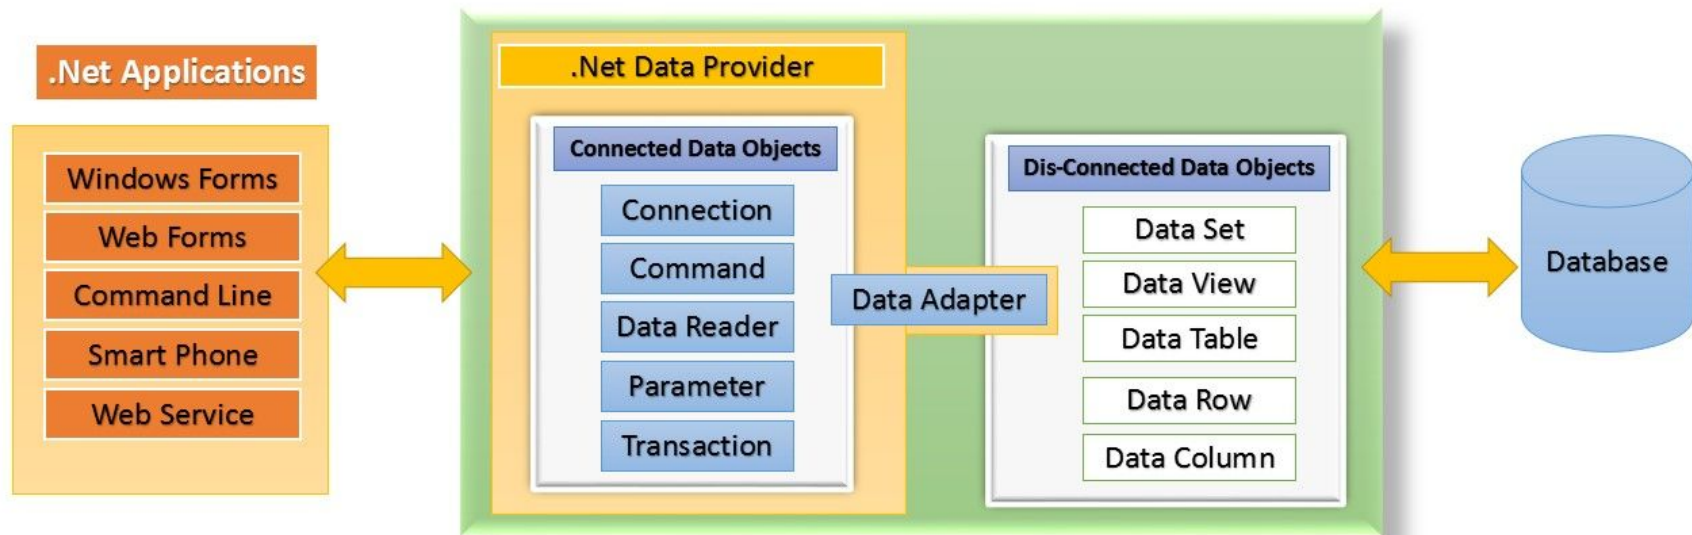 .Net Applications
Windows Forms
Web Forms
Command Line
Smart Phone
Web Service
.Net Data Provider
Connected Data Objects
Connection
Command
Data Reader
Parameter
Transaction
Data Adapter
Dis-Connected Data Objects
Data Set
Data View
Data Table
Data Row
Data Column
Database